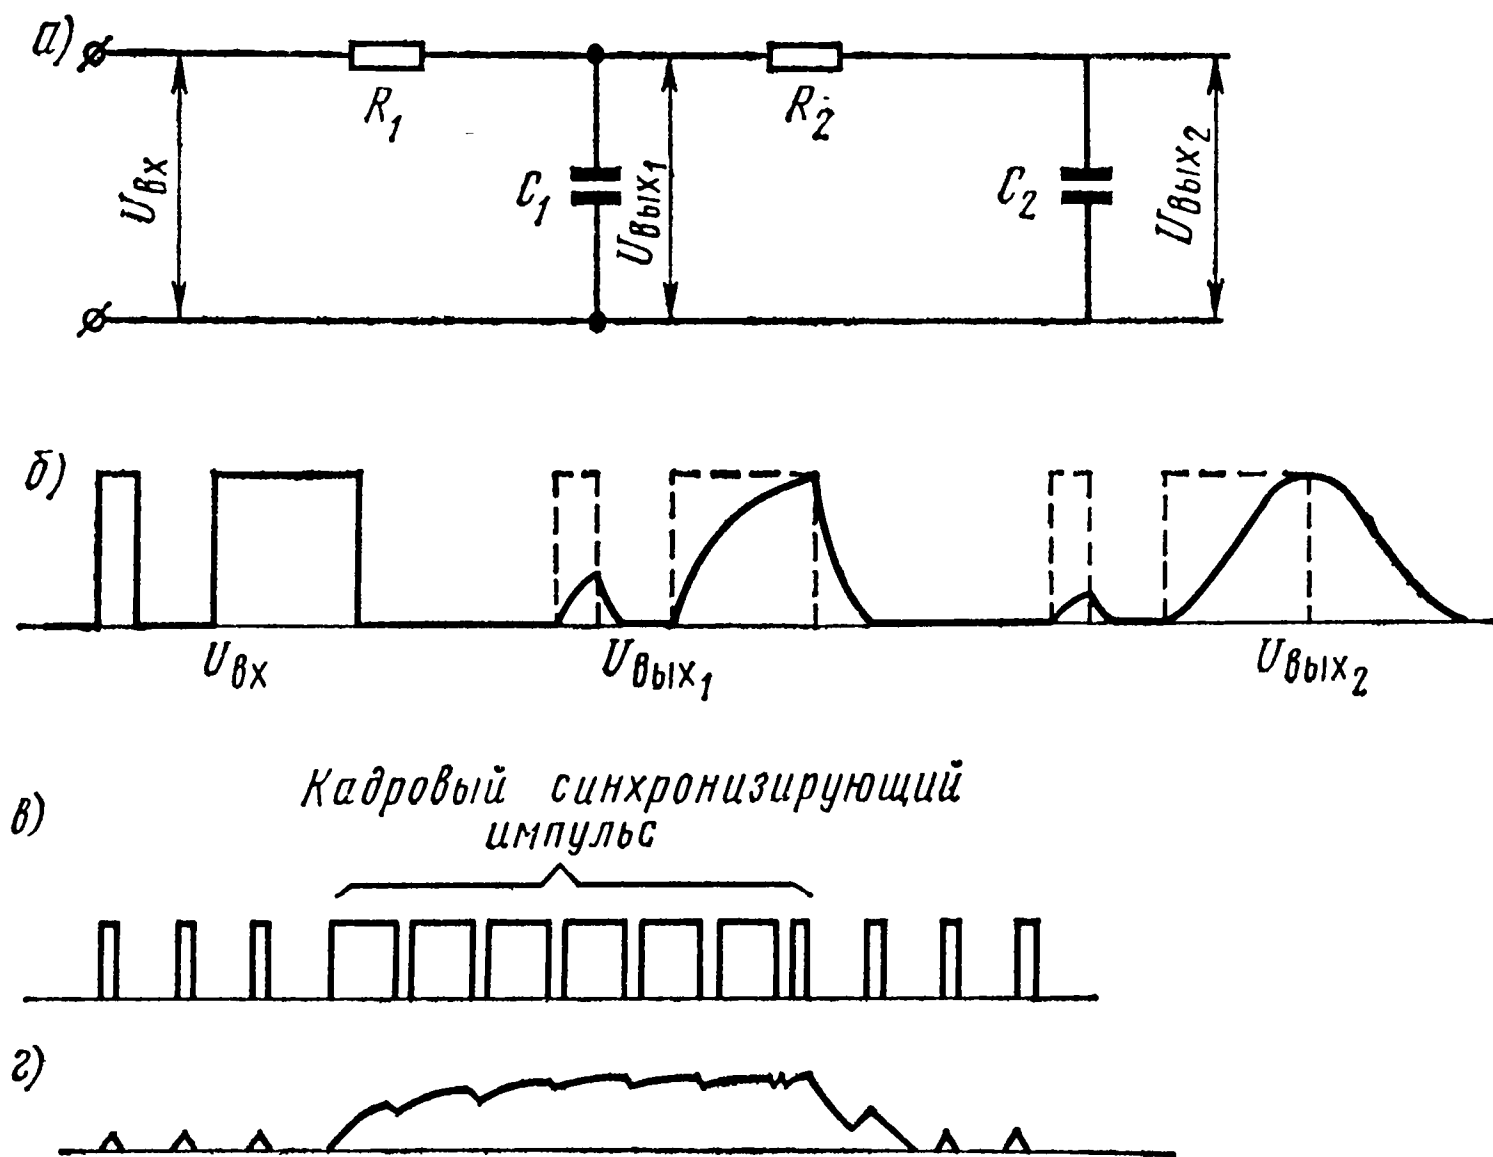 а)
R₁
R₂
Uвх
C₁
Uвых₁
C₂
Uвых₂
б)
Uвх
Uвых₁
Uвых₂
в)
Кадровый синхронизирующий
импульс
г)